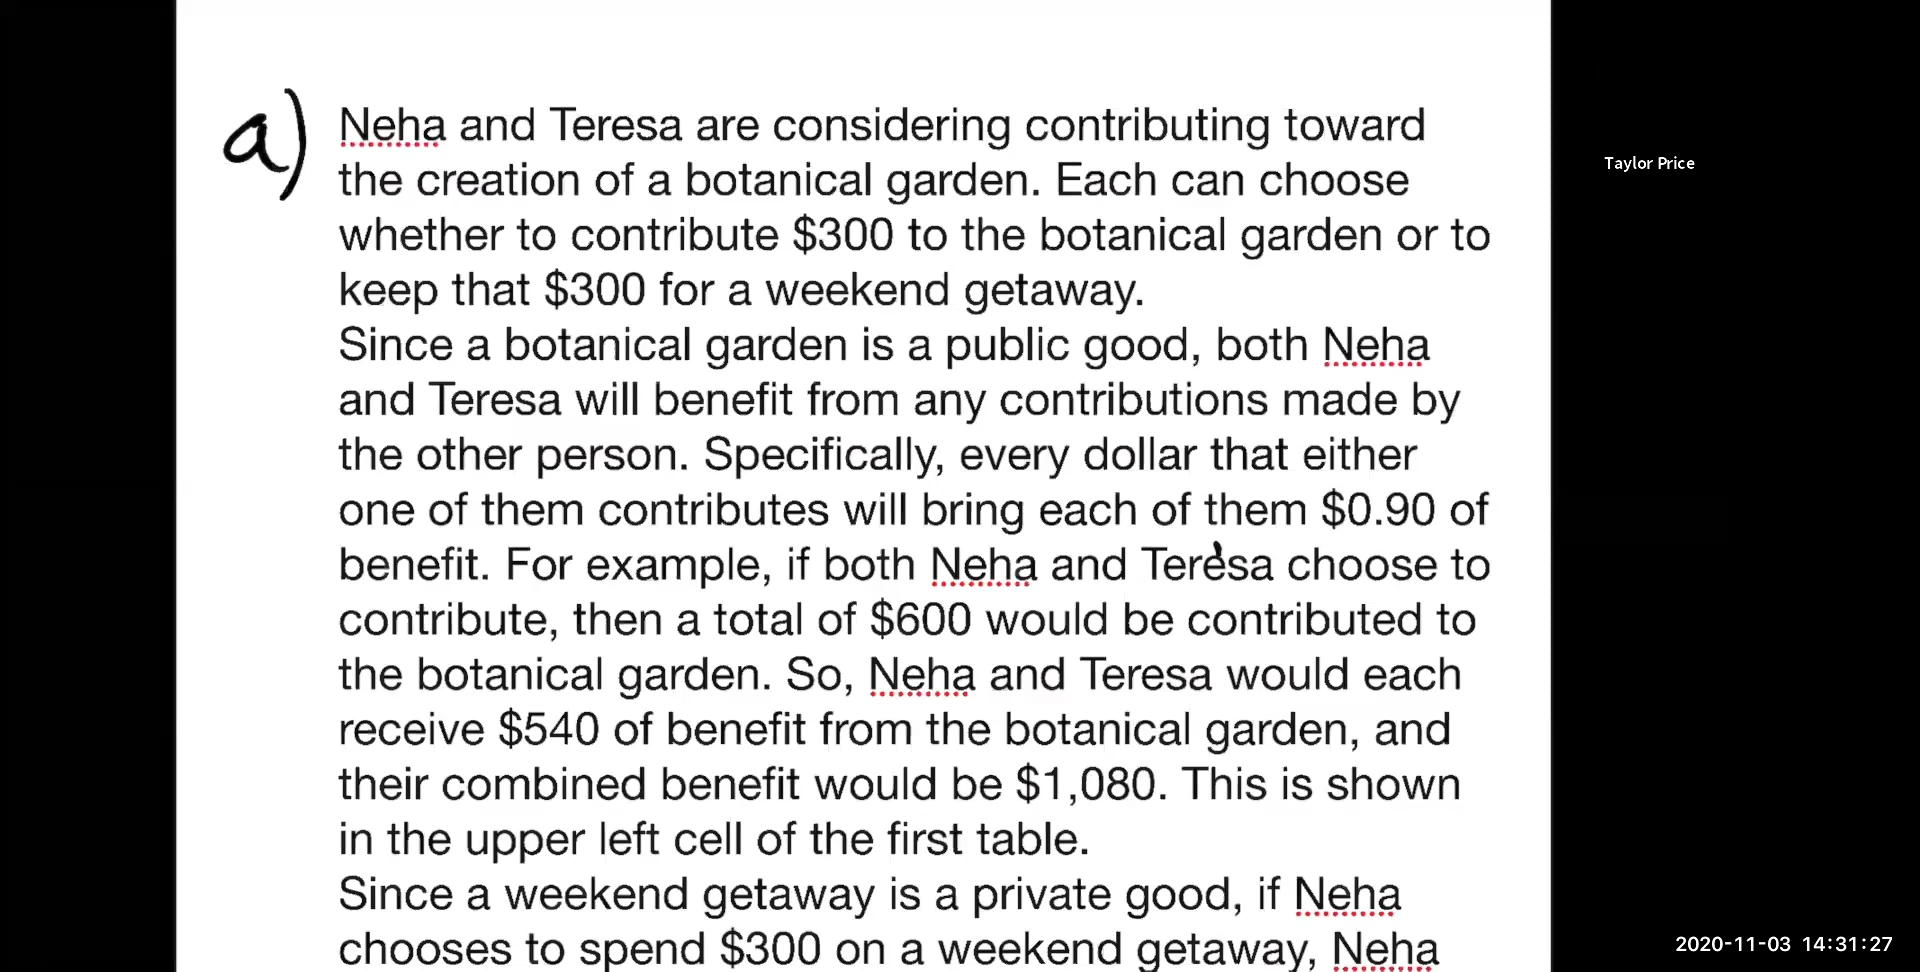 a)
Neha and Teresa are considering contributing toward
the creation of a botanical garden. Each can choose
whether to contribute $300 to the botanical garden or to
keep that $300 for a weekend getaway.
Since a botanical garden is a public good, both Neha
and Teresa will benefit from any contributions made by
the other person. Specifically, every dollar that either
one of them contributes will bring each of them $0.90 of
benefit. For example, if both Neha and Teresa choose to
contribute, then a total of $600 would be contributed to
the botanical garden. So, Neha and Teresa would each
receive $540 of benefit from the botanical garden, and
their combined benefit would be $1,080. This is shown
in the upper left cell of the first table.
Since a weekend getaway is a private good, if Neha
chooses to spend $300 on a weekend getaway, Neha
Taylor Price
2020-11-03 14:31:27